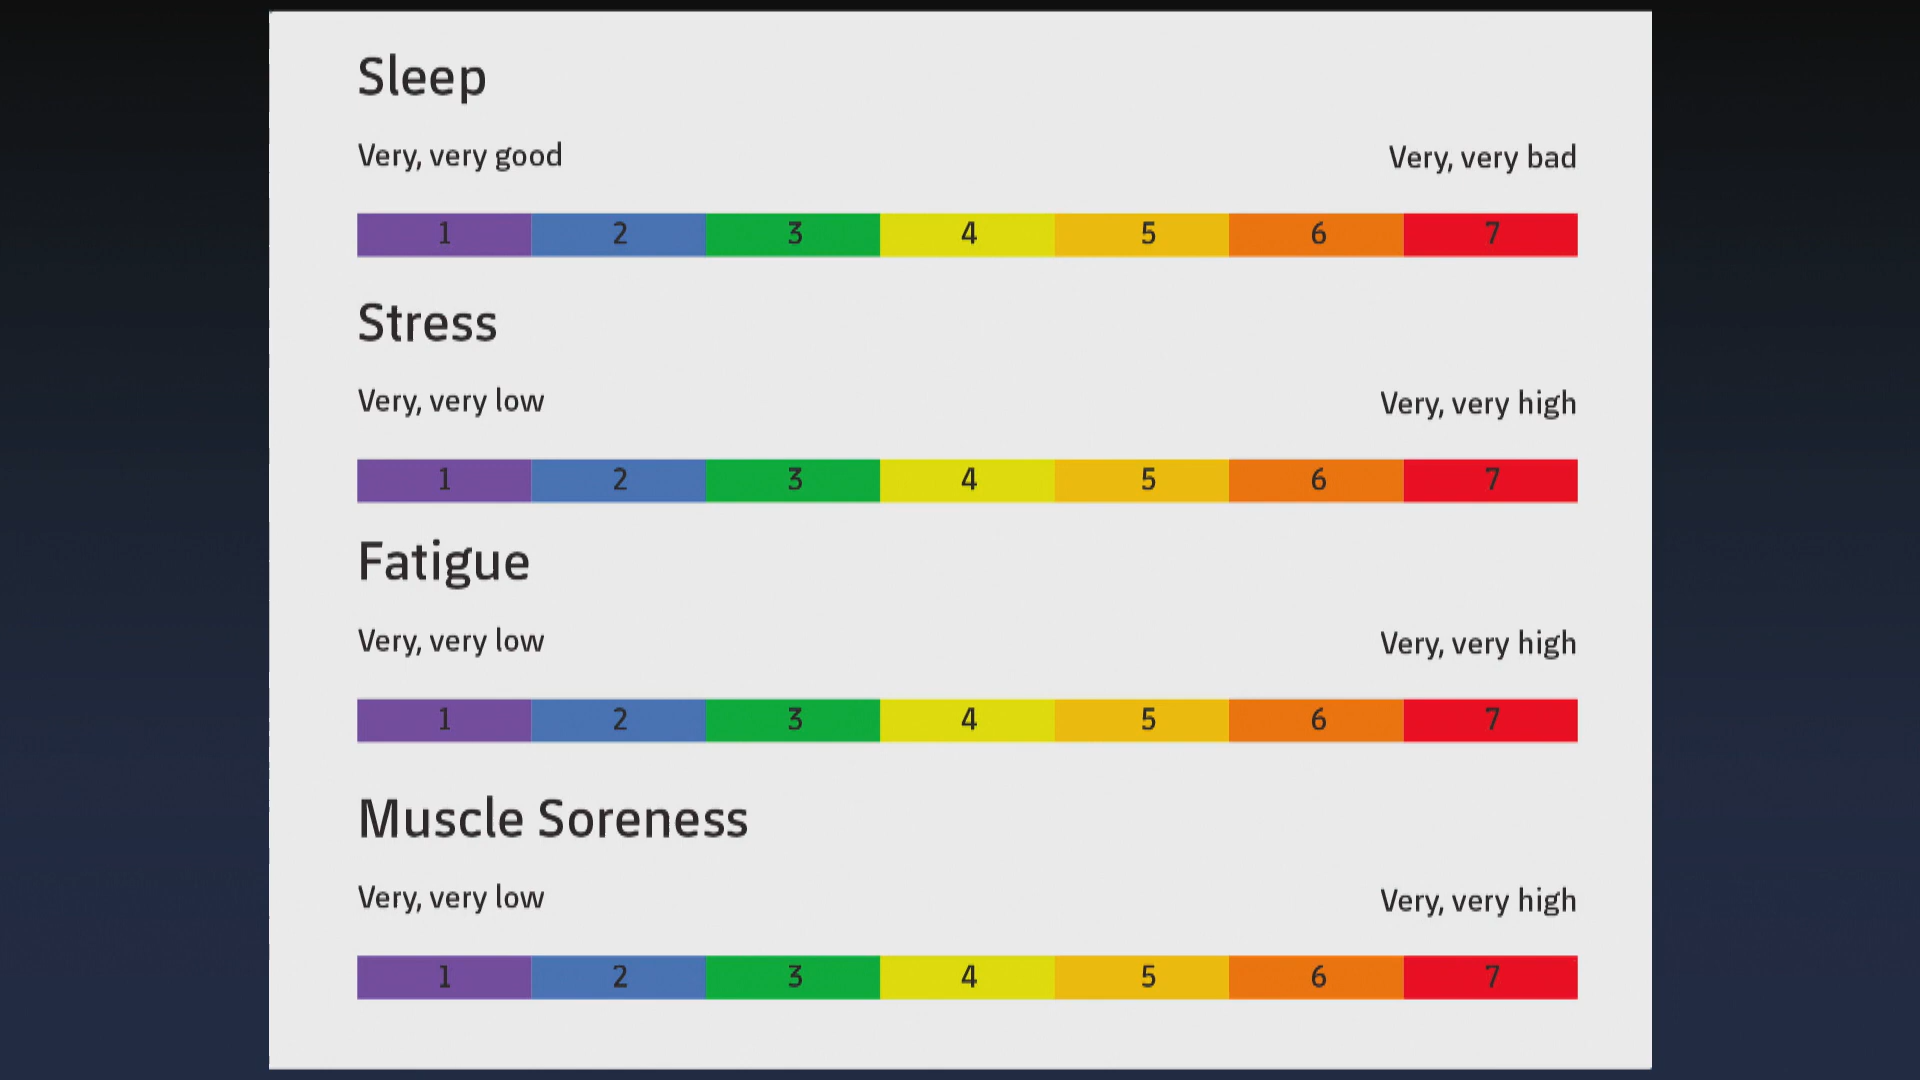 Sleep
Very, very good Very, very bad
1 2 3 4 5 6 7
Stress
Very, very low Very, very high
1 2 3 4 5 6 7
Fatigue
Very, very low Very, very high
1 2 3 4 5 6 7
Muscle Soreness
Very, very low Very, very high
1 2 3 4 5 6 7